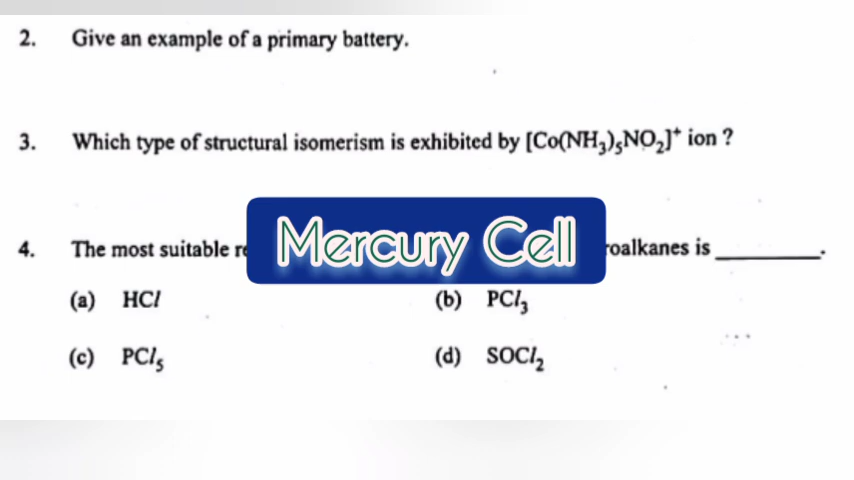 2. Give an example of a primary battery.
3. Which type of structural isomerism is exhibited by [Co(NH₃)₅NO₂]⁺ ion ?
Mercury Cell
4. The most suitable roalkanes is ________.
(a) HCl (b) PCl₃
(c) PCl₅ (d) SOCl₂